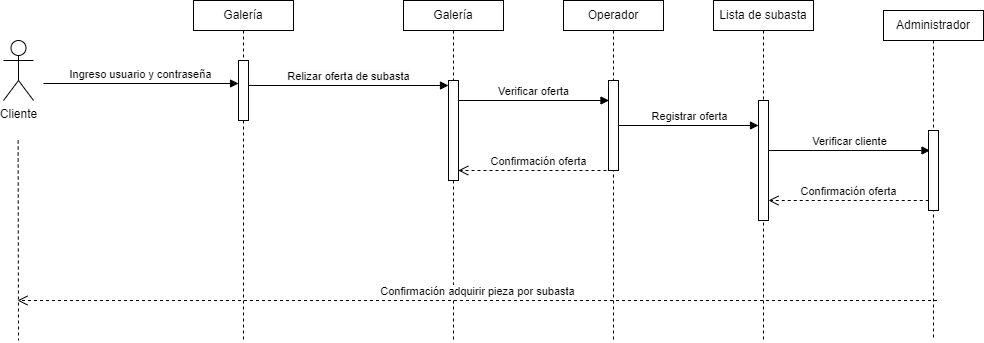 Galería
Galería
Operador
Lista de subasta
Administrador
Cliente
Ingreso usuario y contraseña
Relizar oferta de subasta
Verificar oferta
Registrar oferta
Verificar cliente
Confirmación oferta
Confirmación oferta
Confirmación adquirir pieza por subasta